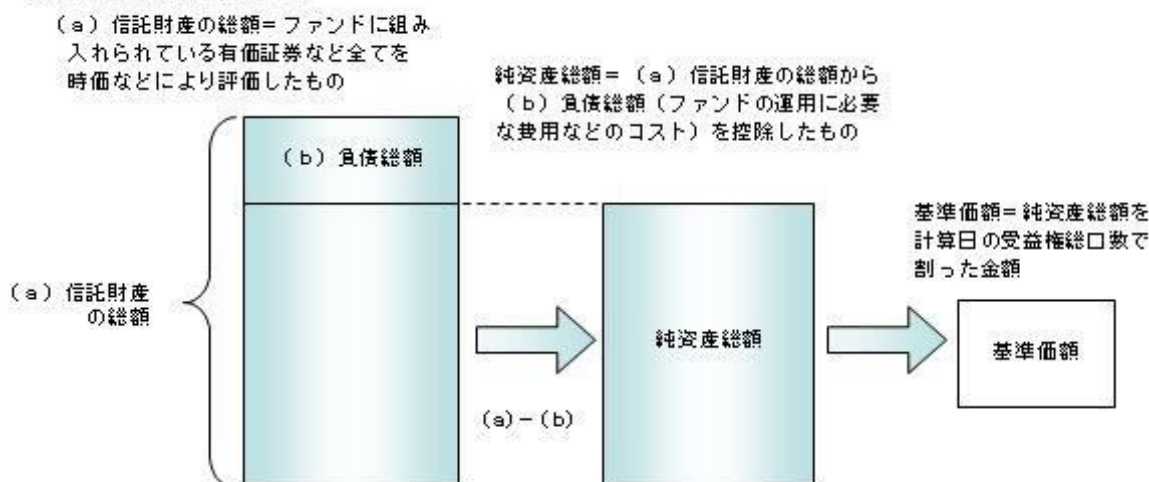 (a)信託財産の総額=ファンドに組み
入れられている有価証券など全てを
時価などにより評価したもの
純資産総額=(a)信託財産の総額から
(b)負債総額(ファンドの運用に必要
な費用などのコスト)を控除したもの
(b)負債総額
基準価額=純資産総額を
計算日の受益権総口数で
割った金額
(a)信託財産
の総額
純資産総額
基準価額
(a)-(b)